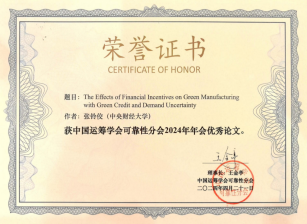 荣誉证书
CERTIFICATE OF HONOR
题目：The Effects of Financial Incentives on Green Manufacturing
with Green Credit and Demand Uncertainty
作者：张铃俊（中央财经大学）
获中国运筹学会可靠性分会2024年年会优秀论文。
理事长：王金亭
中国运筹学会可靠性分会
二〇二四年四月二十一日